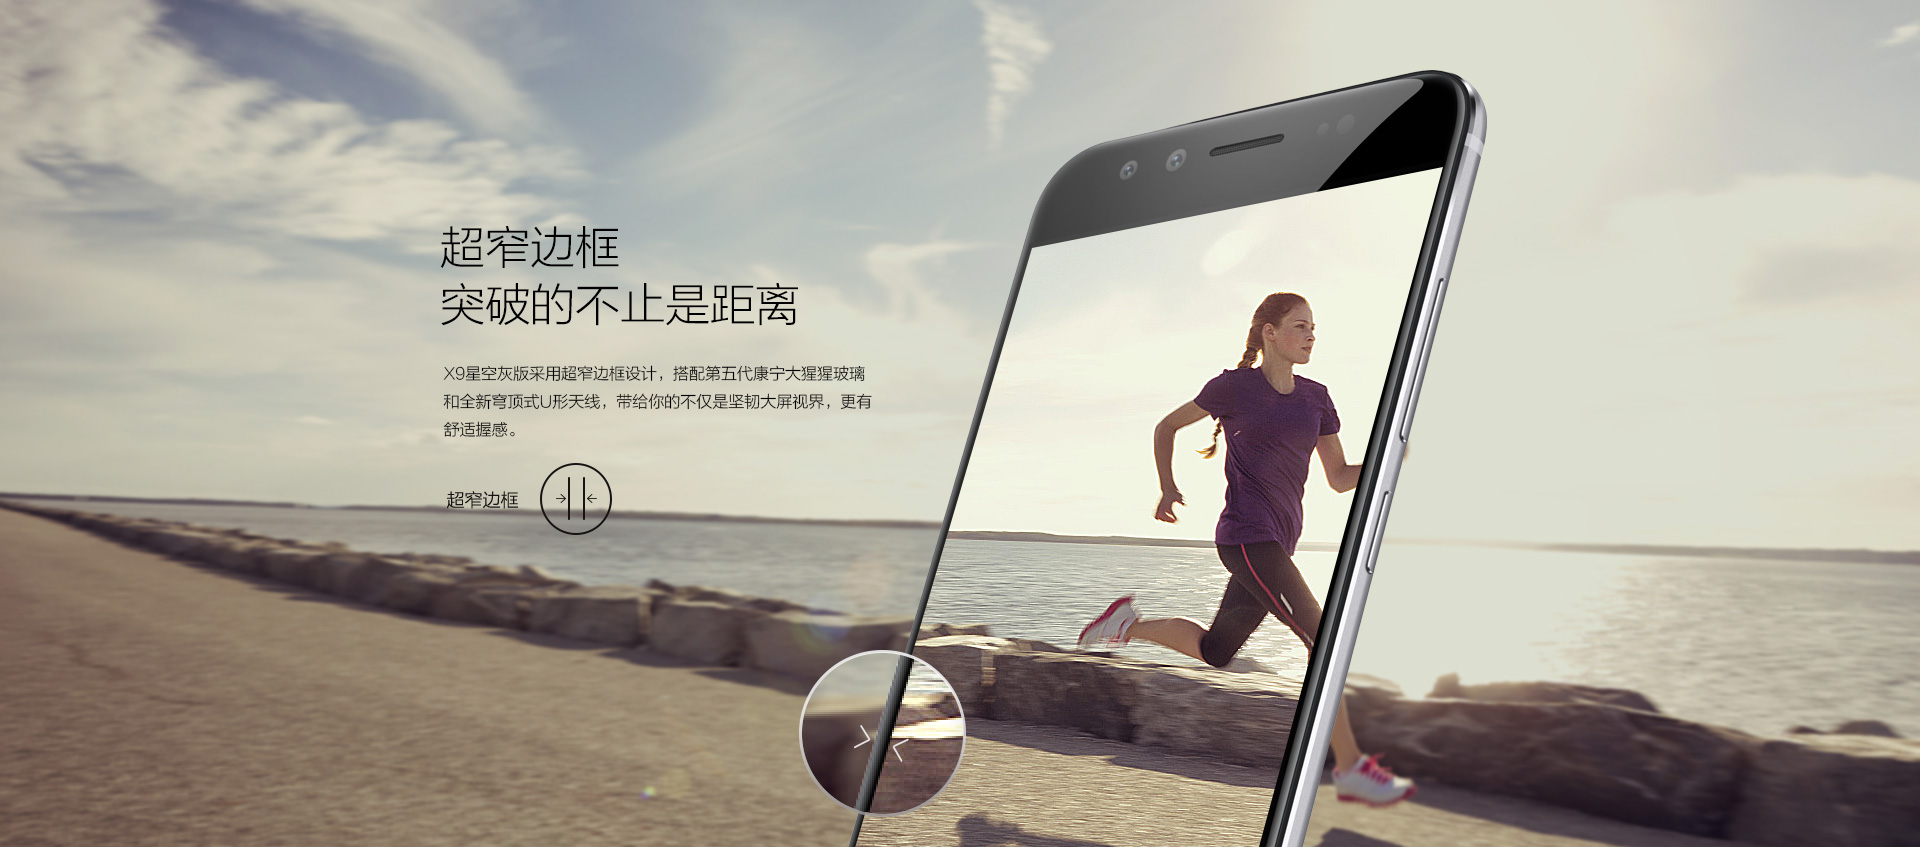 超窄边框
突破的不止是距离
X9星空灰版采用超窄边框设计，搭配第五代康宁大猩猩玻璃
和全新穹顶式U形天线，带给你的不仅是坚韧大屏视界，更有
舒适握感。
超窄边框